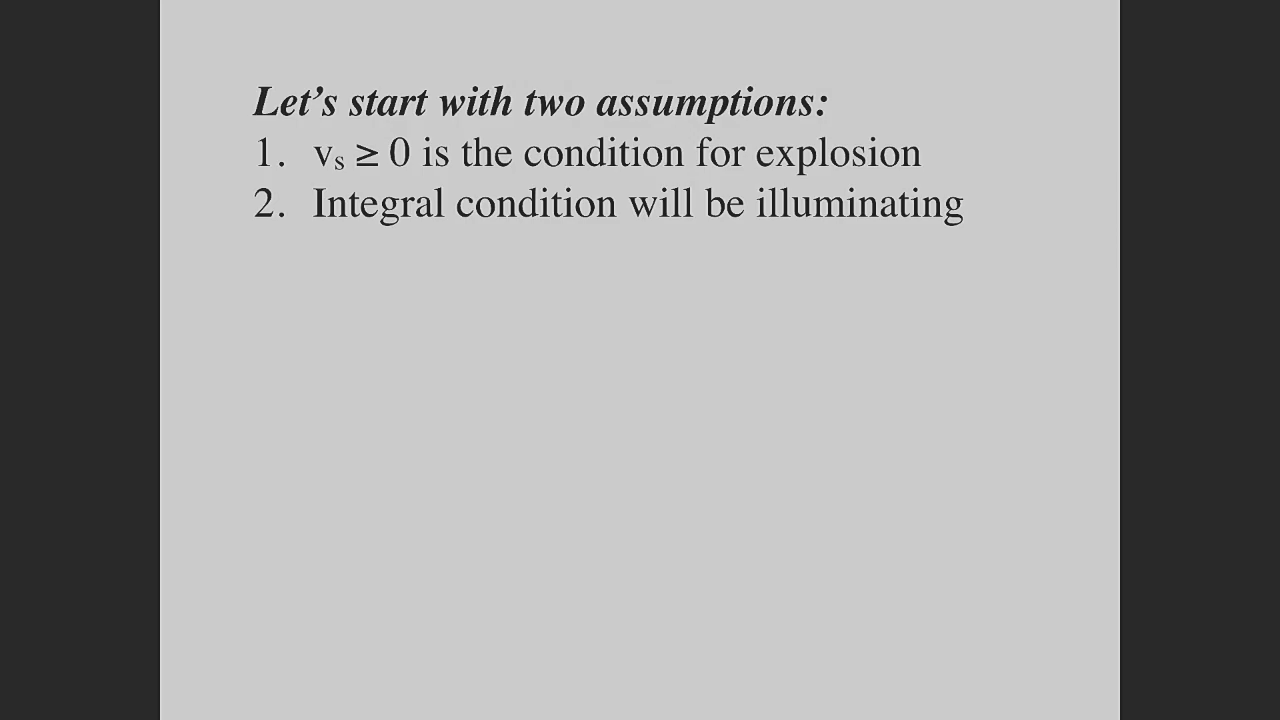 Let's start with two assumptions:
1. vₛ ≥ 0 is the condition for explosion
2. Integral condition will be illuminating